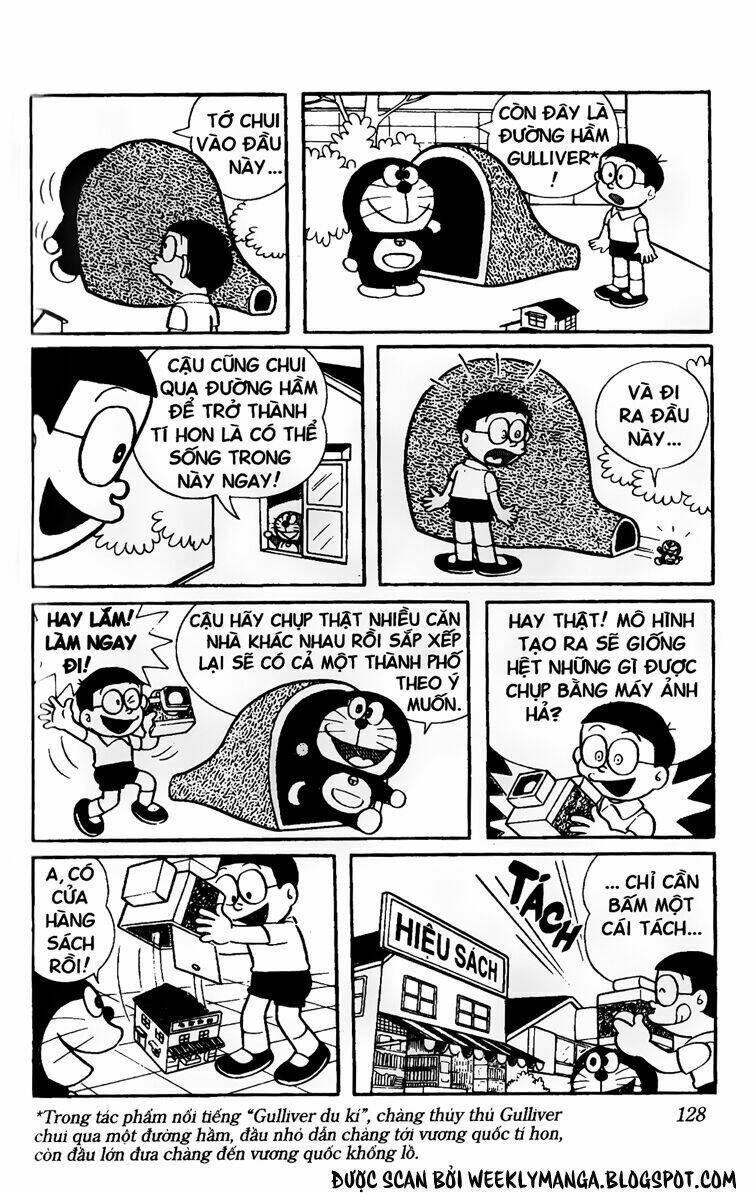 CÒN ĐÂY LÀ
ĐƯỜNG HẦM
GULLIVER*
!
TỚ CHUI
VÀO ĐẦU
NÀY...
VÀ ĐI
RA ĐẦU
NÀY...
CẬU CŨNG CHUI
QUA ĐƯỜNG HẦM
ĐỂ TRỞ THÀNH
TÍ HON LÀ CÓ THỂ
SỐNG TRONG
NÀY NGAY!
HAY THẬT! MÔ HÌNH
TẠO RA SẼ GIỐNG
HỆT NHỮNG GÌ ĐƯỢC
CHỤP BẰNG MÁY ẢNH
HẢ?
CẬU HÃY CHỤP THẬT NHIỀU CĂN
NHÀ KHÁC NHAU RỒI SẮP XẾP
LẠI SẼ CÓ CẢ MỘT THÀNH PHỐ
THEO Ý
MUỐN.
HAY LẮM!
LÀM NGAY
ĐI!
... CHỈ CẦN
BẤM MỘT
CÁI TÁCH...
TÁCH
HIỆU SÁCH
A, CÓ
CỬA
HÀNG
SÁCH
RỒI!
*Trong tác phẩm nổi tiếng “Gulliver du kí”, chàng thủy thủ Gulliver
chui qua một đường hầm, đầu nhỏ dẫn chàng tới vương quốc tí hon,
còn đầu lớn đưa chàng đến vương quốc khổng lồ.
128
ĐƯỢC SCAN BỞI WEEKLYMANGA.BLOGSPOT.COM